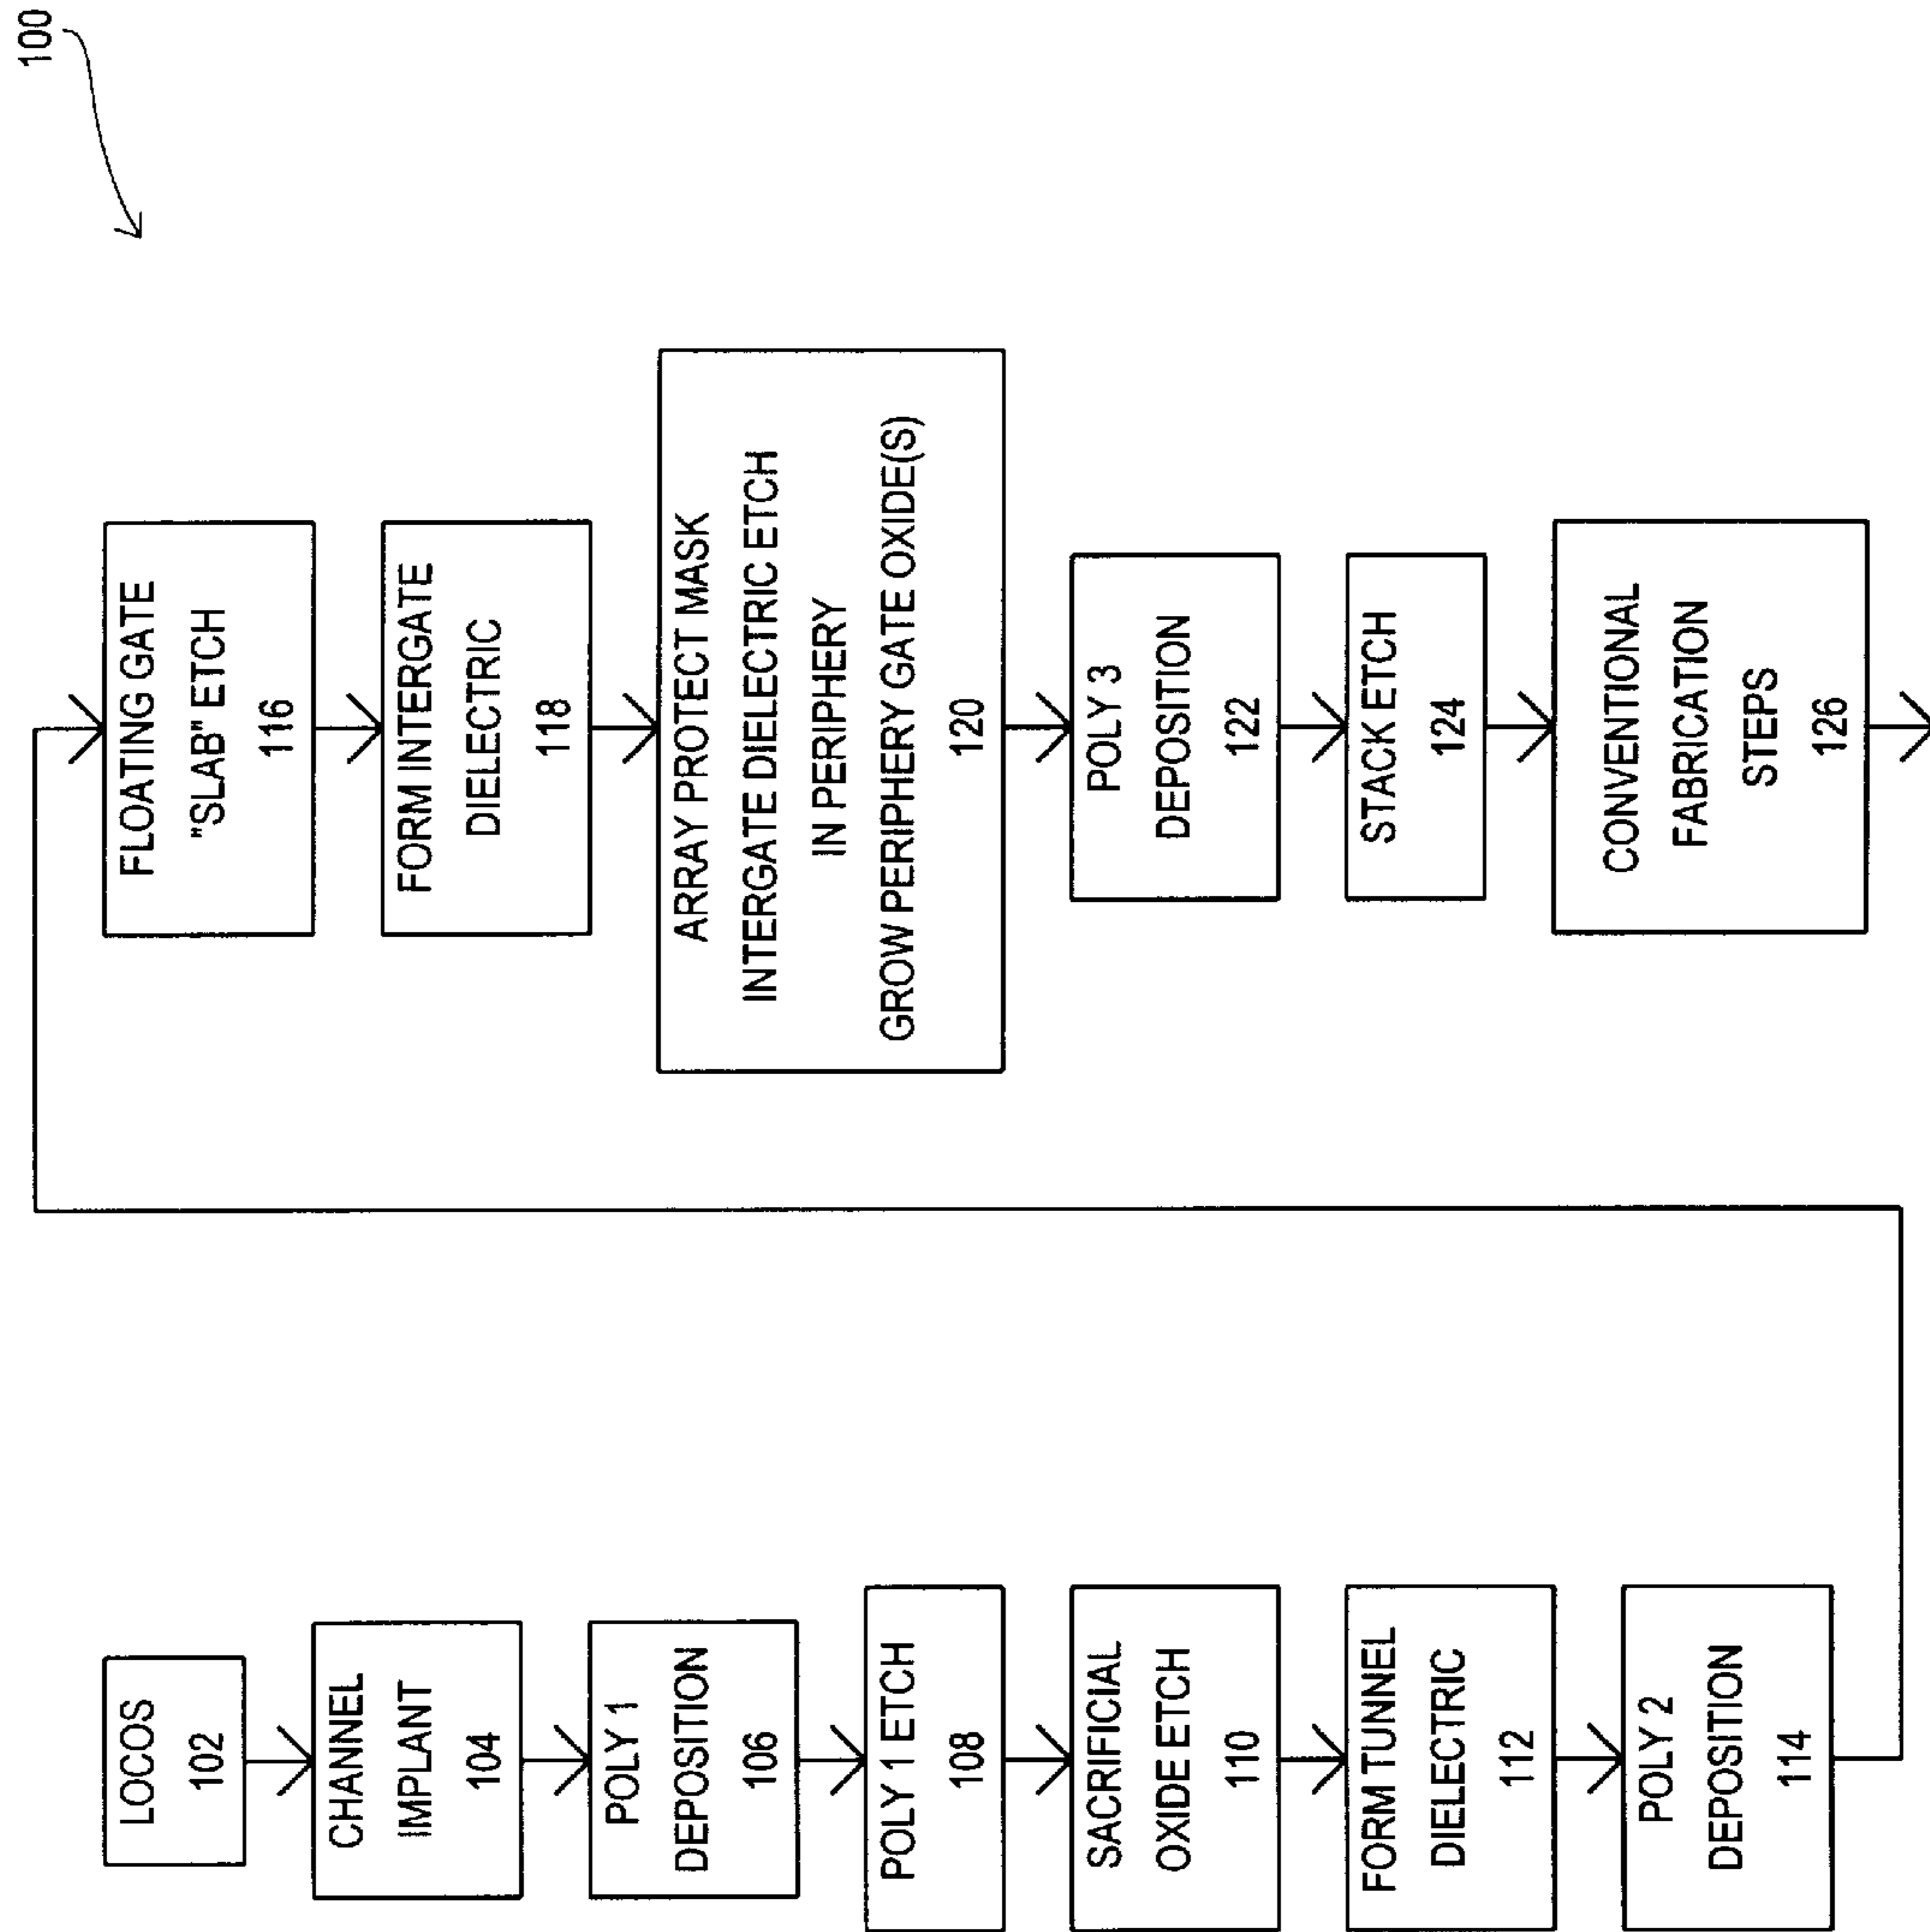 100
LOCOS
102
CHANNEL
IMPLANT
104
POLY 1
DEPOSITION
106
POLY 1 ETCH
108
SACRIFICIAL
OXIDE ETCH
110
FORM TUNNEL
DIELECTRIC
112
POLY 2
DEPOSITION
114
FLOATING GATE
"SLAB" ETCH
116
FORM INTERGATE
DIELECTRIC
118
ARRAY PROTECT MASK
INTERGATE DIELECTRIC ETCH
IN PERIPHERY
GROW PERIPHERY GATE OXIDE(S)
120
POLY 3
DEPOSITION
122
STACK ETCH
124
CONVENTIONAL
FABRICATION
STEPS
126